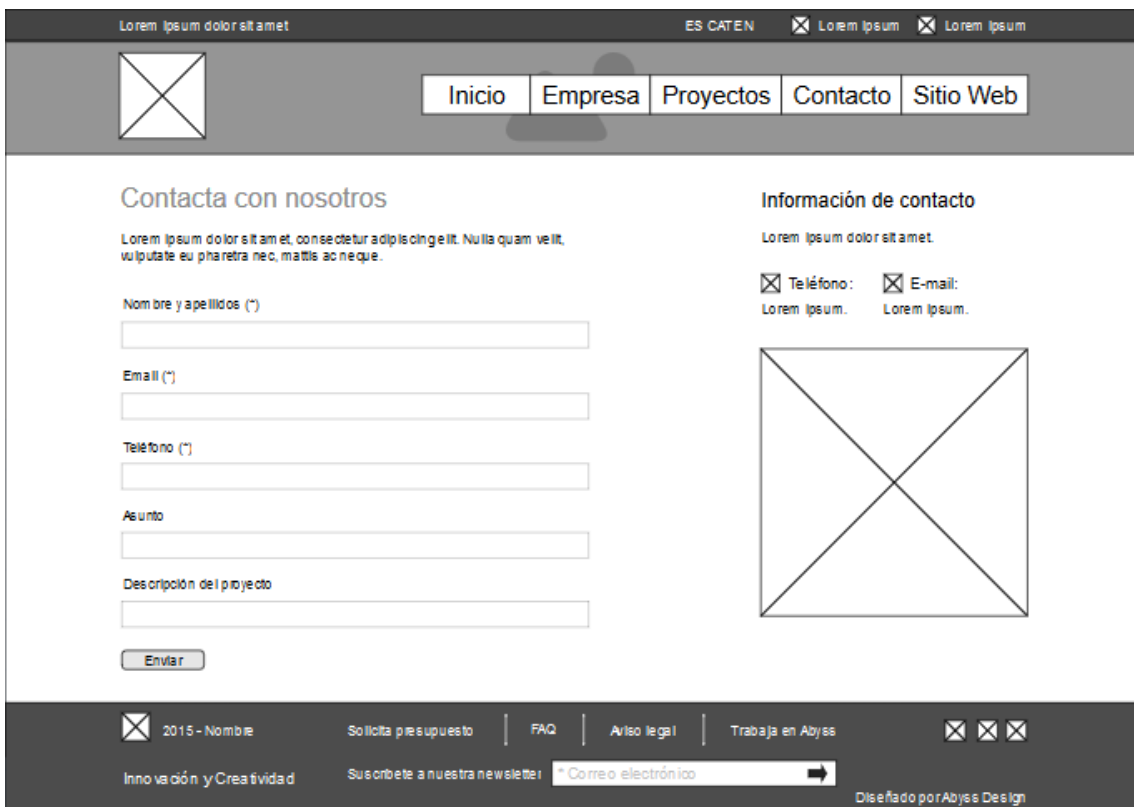 Lorem ipsum dolor sit amet
ES CAT EN
Lorem Ipsum
Lorem Ipsum
Inicio
Empresa
Proyectos
Contacto
Sitio Web
Contacta con nosotros
Lorem ipsum dolor sit amet, consectetur adipiscing elit. Nulla quam velit,
vulputate eu pharetra nec, mattis ac neque.
Nombre y apellidos (*)
Email (*)
Teléfono (*)
Asunto
Descripción del proyecto
Enviar
Información de contacto
Lorem ipsum dolor sit amet.
Teléfono:
E-mail:
Lorem Ipsum.
Lorem Ipsum.
2015 - Nombre
Solicita presupuesto
FAQ
Aviso legal
Trabaja en Abyss
Innovación y Creatividad
Suscríbete a nuestra newsletter
* Correo electrónico
Diseñado por Abyss Design